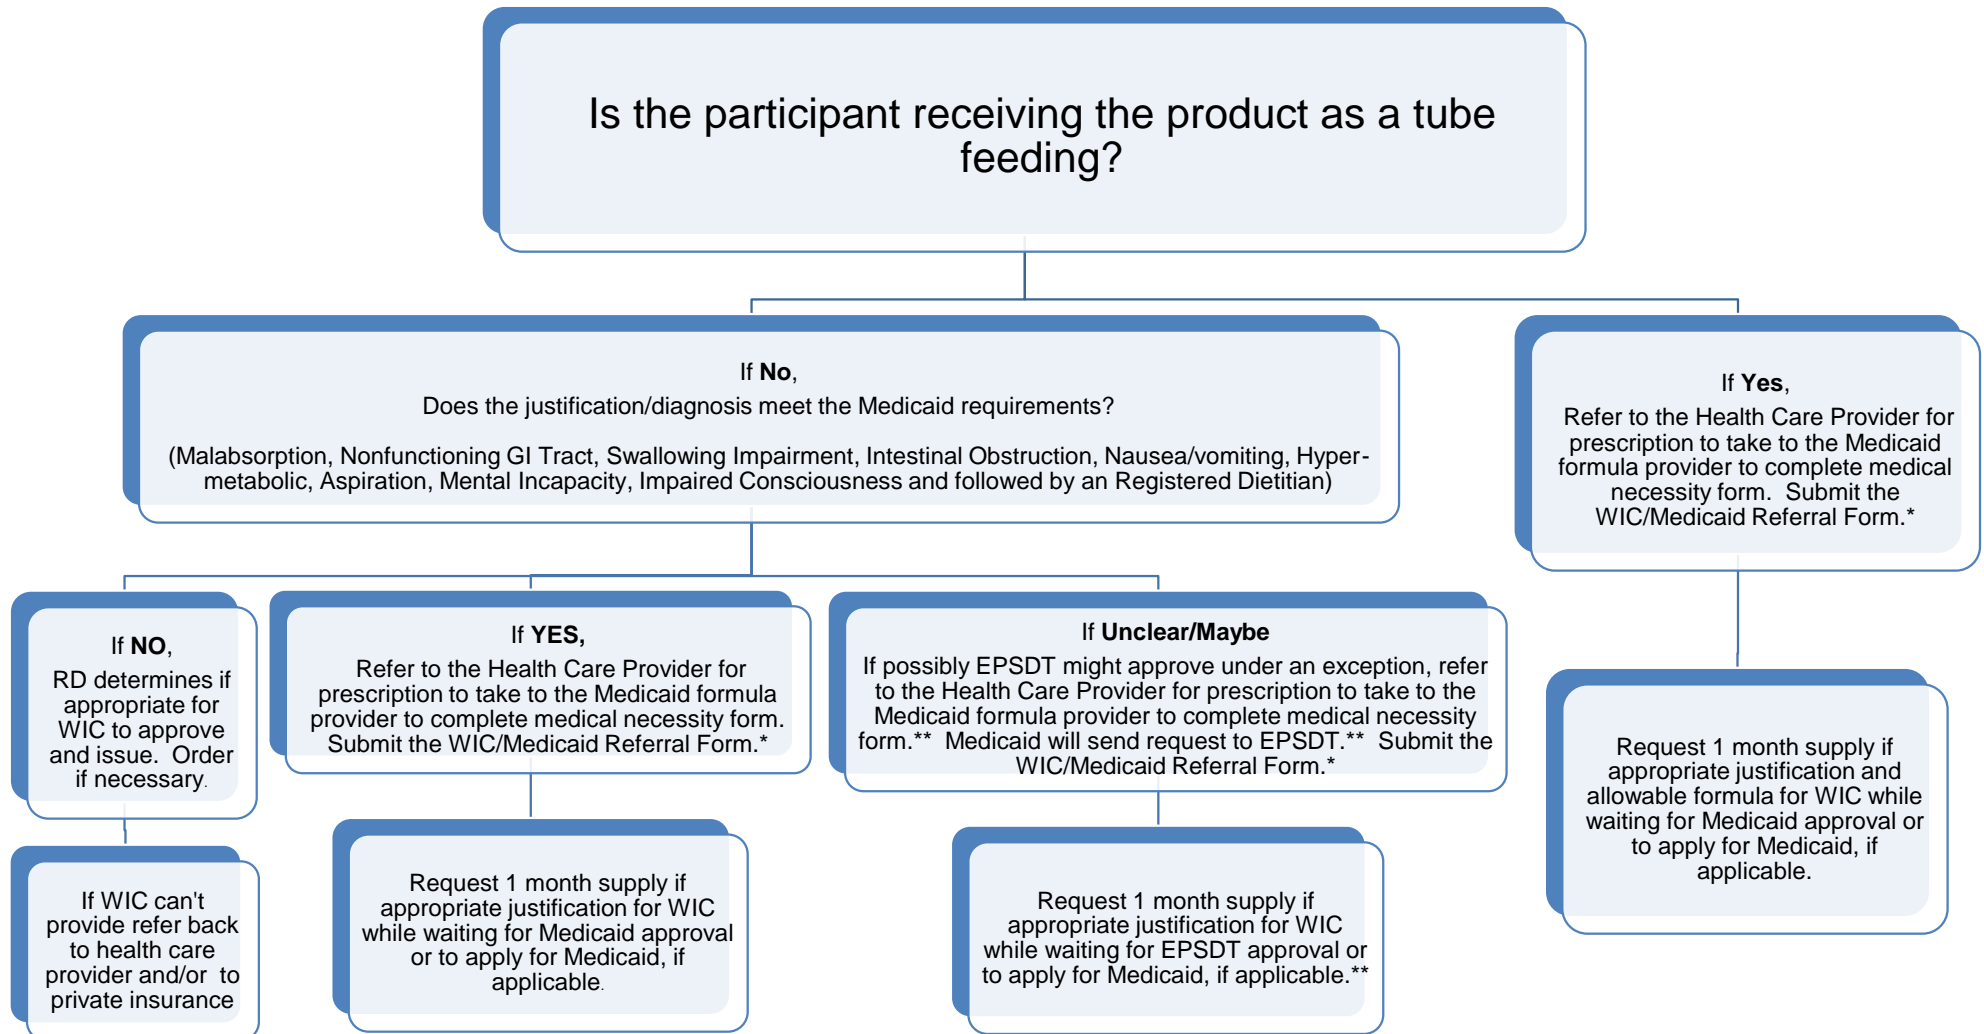 Is the participant receiving the product as a tube
feeding?
If No,
Does the justification/diagnosis meet the Medicaid requirements?
(Malabsorption, Nonfunctioning GI Tract, Swallowing Impairment, Intestinal Obstruction, Nausea/vomiting, Hyper-
metabolic, Aspiration, Mental Incapacity, Impaired Consciousness and followed by an Registered Dietitian)
If Yes,
Refer to the Health Care Provider for
prescription to take to the Medicaid
formula provider to complete medical
necessity form. Submit the
WIC/Medicaid Referral Form.*
If NO,
RD determines if
appropriate for
WIC to approve
and issue. Order
if necessary.
If YES,
Refer to the Health Care Provider for
prescription to take to the Medicaid formula
provider to complete medical necessity form.
Submit the WIC/Medicaid Referral Form.*
If Unclear/Maybe
If possibly EPSDT might approve under an exception, refer
to the Health Care Provider for prescription to take to the
Medicaid formula provider to complete medical necessity
form.** Medicaid will send request to EPSDT.** Submit the
WIC/Medicaid Referral Form.*
Request 1 month supply if
appropriate justification and
allowable formula for WIC while
waiting for Medicaid approval or
to apply for Medicaid, if
applicable.
If WIC can't
provide refer back
to health care
provider and/or to
private insurance
Request 1 month supply if
appropriate justification for WIC
while waiting for Medicaid approval
or to apply for Medicaid, if
applicable.
Request 1 month supply if
appropriate justification for WIC
while waiting for EPSDT approval or
to apply for Medicaid, if applicable.**